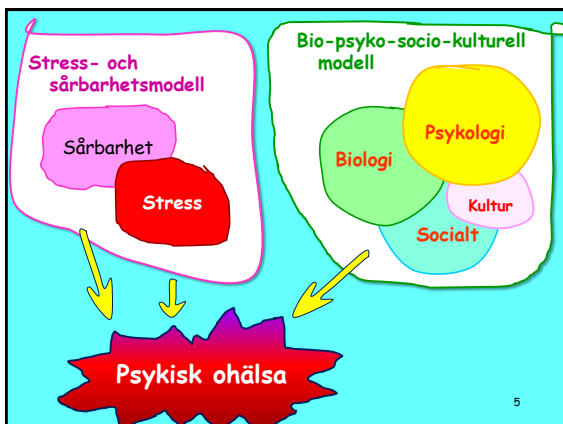 Stress- och
sårbarhetsmodell
Sårbarhet
Stress
Bio-psyko-socio-kulturell
modell
Psykologi
Biologi
Kultur
Socialt
Psykisk ohälsa
5